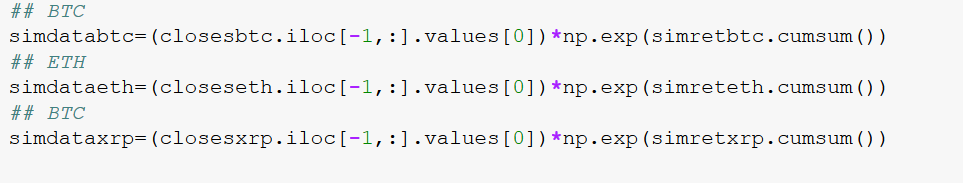 ## BTC
simdatabtc=(closesbtc.iloc[-1,:].values[0])*np.exp(simretbtc.cumsum())
## ETH
simdataeth=(closeseth.iloc[-1,:].values[0])*np.exp(simreteth.cumsum())
## BTC
simdataxrp=(closesxrp.iloc[-1,:].values[0])*np.exp(simretxrp.cumsum())